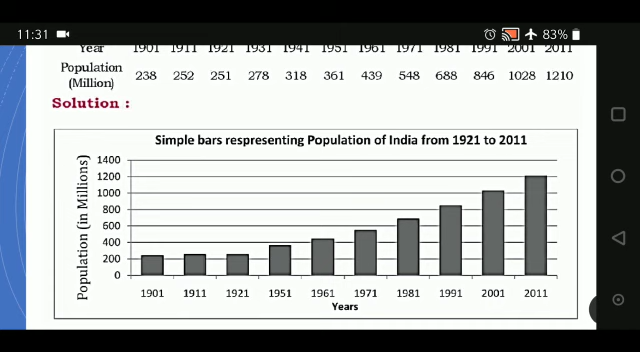 11:31
83%
Year 1901 1911 1921 1931 1941 1951 1961 1971 1981 1991 2001 2011
Population
(Million) 238 252 251 278 318 361 439 548 688 846 1028 1210
Solution :
Simple bars respresenting Population of India from 1921 to 2011
Population (in Millions)
1400
1200
1000
800
600
400
200
0
1901 1911 1921 1951 1961 1971 1981 1991 2001 2011
Years